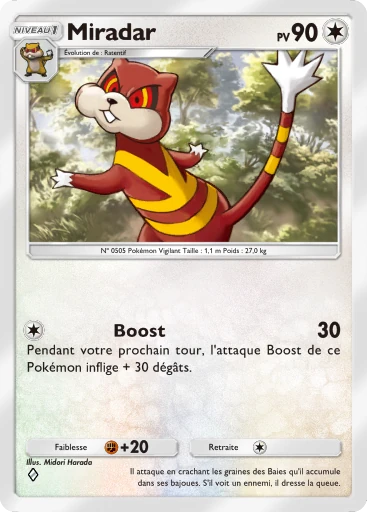 NIVEAU 1
Miradar
PV 90
Évolution de : Ratentif
N° 0505 Pokémon Vigilant Taille : 1,1 m Poids : 27,0 kg
Boost 30
Pendant votre prochain tour, l'attaque Boost de ce
Pokémon inflige + 30 dégâts.
Faiblesse +20 Retraite
Illus. Midori Harada
Il attaque en crachant les graines des Baies qu'il accumule
dans ses bajoues. S'il voit un ennemi, il dresse la queue.